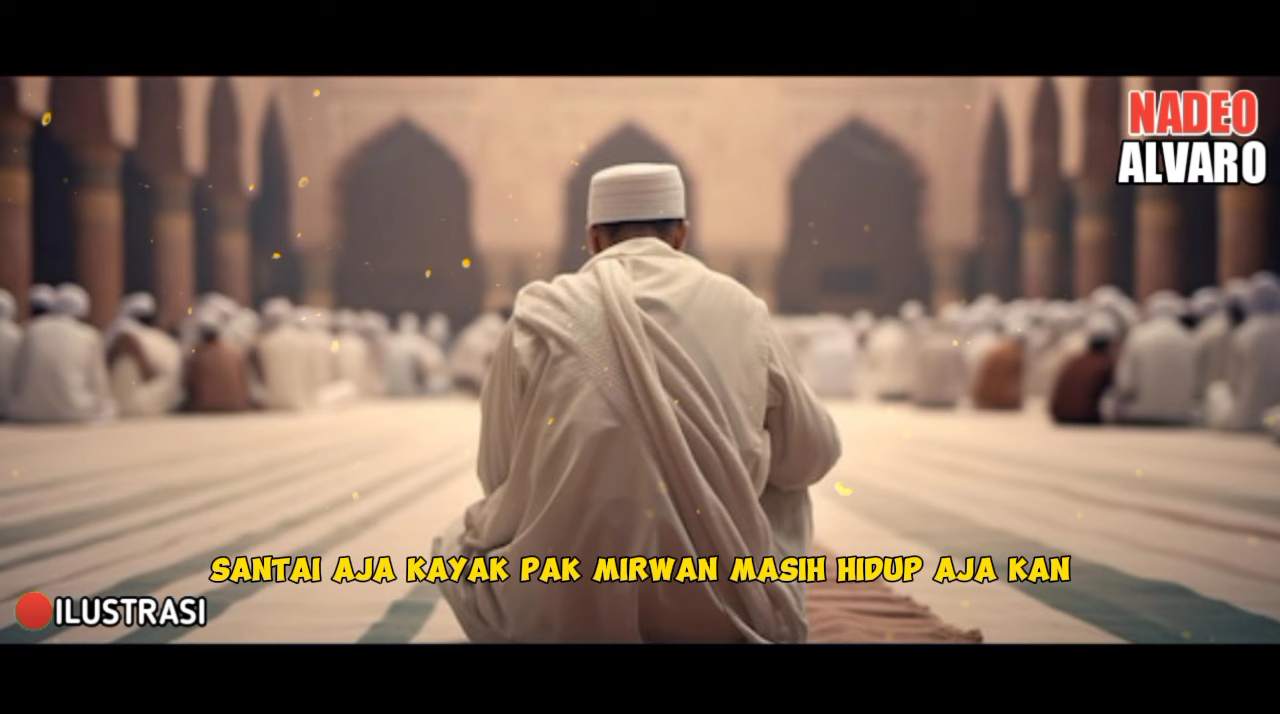 NADEO
ALVARO
SANTAI AJA KAYAK PAK MIRWAN MASIH HIDUP AJA KAN
ILUSTRASI